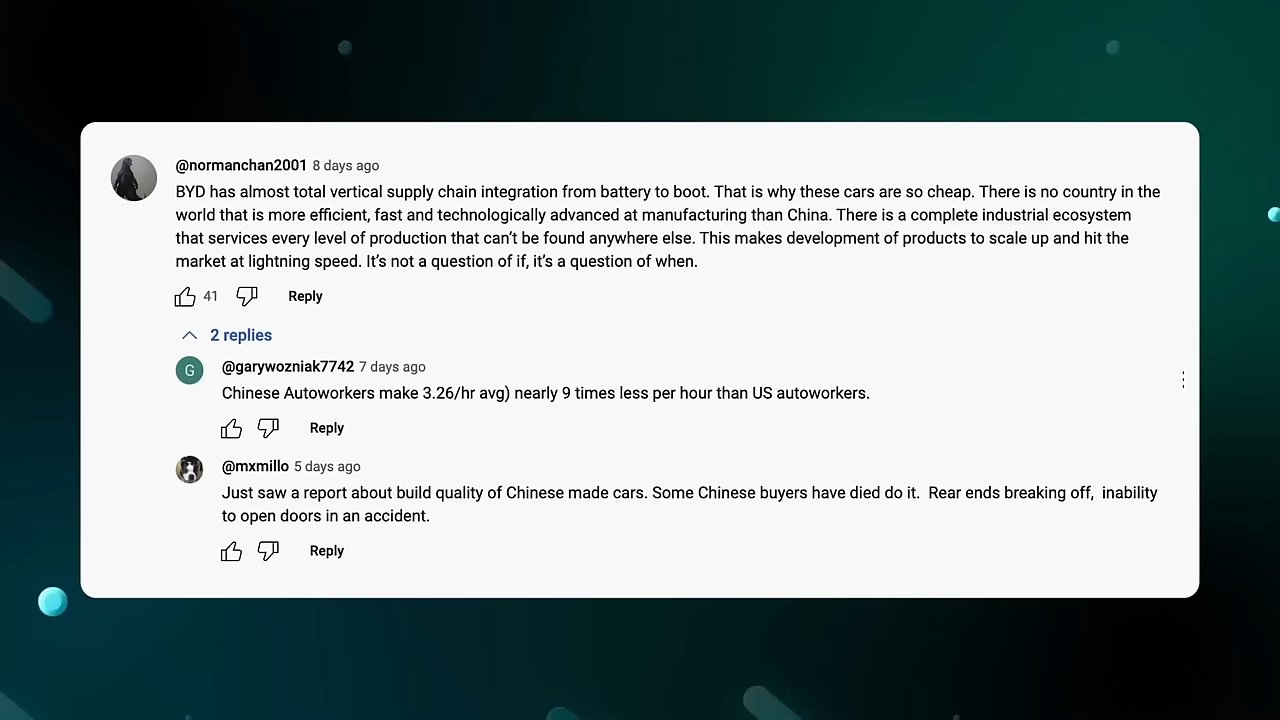 @normanchan2001 8 days ago
BYD has almost total vertical supply chain integration from battery to boot. That is why these cars are so cheap. There is no country in the
world that is more efficient, fast and technologically advanced at manufacturing than China. There is a complete industrial ecosystem
that services every level of production that can’t be found anywhere else. This makes development of products to scale up and hit the
market at lightning speed. It’s not a question of if, it’s a question of when.
41 Reply
2 replies
G @garywozniak7742 7 days ago
Chinese Autoworkers make 3.26/hr avg) nearly 9 times less per hour than US autoworkers.
Reply
@mxmillo 5 days ago
Just saw a report about build quality of Chinese made cars. Some Chinese buyers have died do it.  Rear ends breaking off,  inability
to open doors in an accident.
Reply